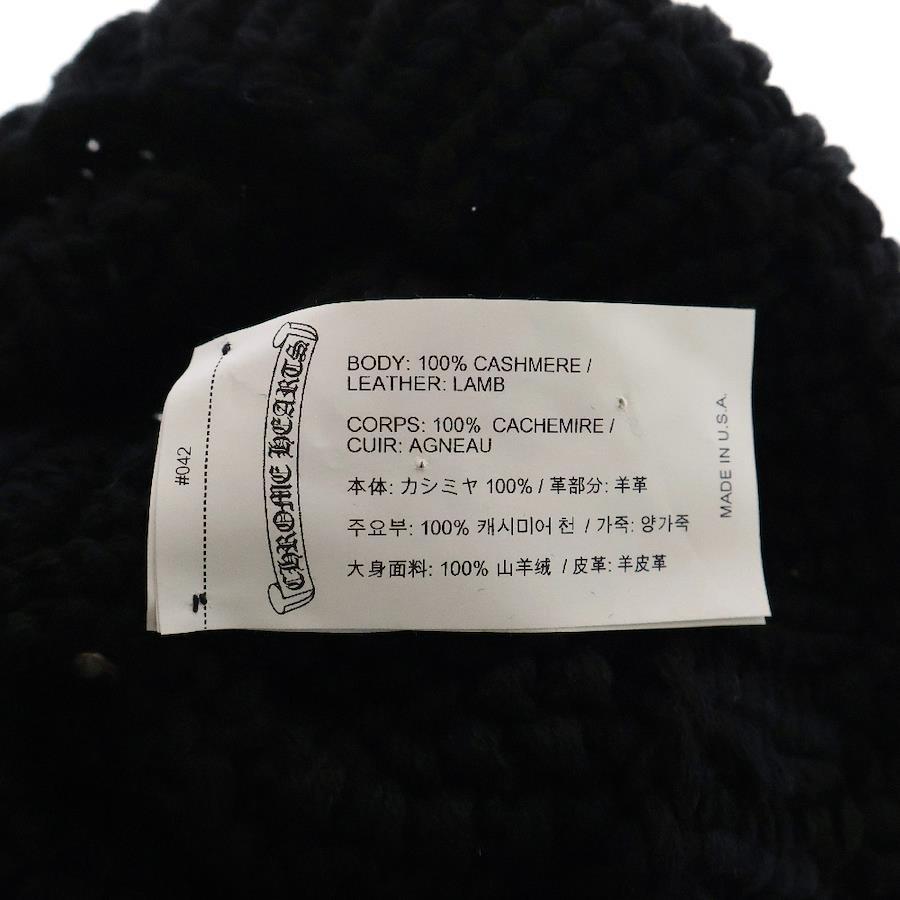 #042
CHROME HEARTS
BODY: 100% CASHMERE /
LEATHER: LAMB
CORPS: 100% CACHEMIRE /
CUIR: AGNEAU
本体: カシミヤ 100% / 革部分: 羊革
주요부: 100% 캐시미어 천 / 가죽: 양가죽
大身面料: 100% 山羊绒 / 皮革: 羊皮革
MADE IN U.S.A.